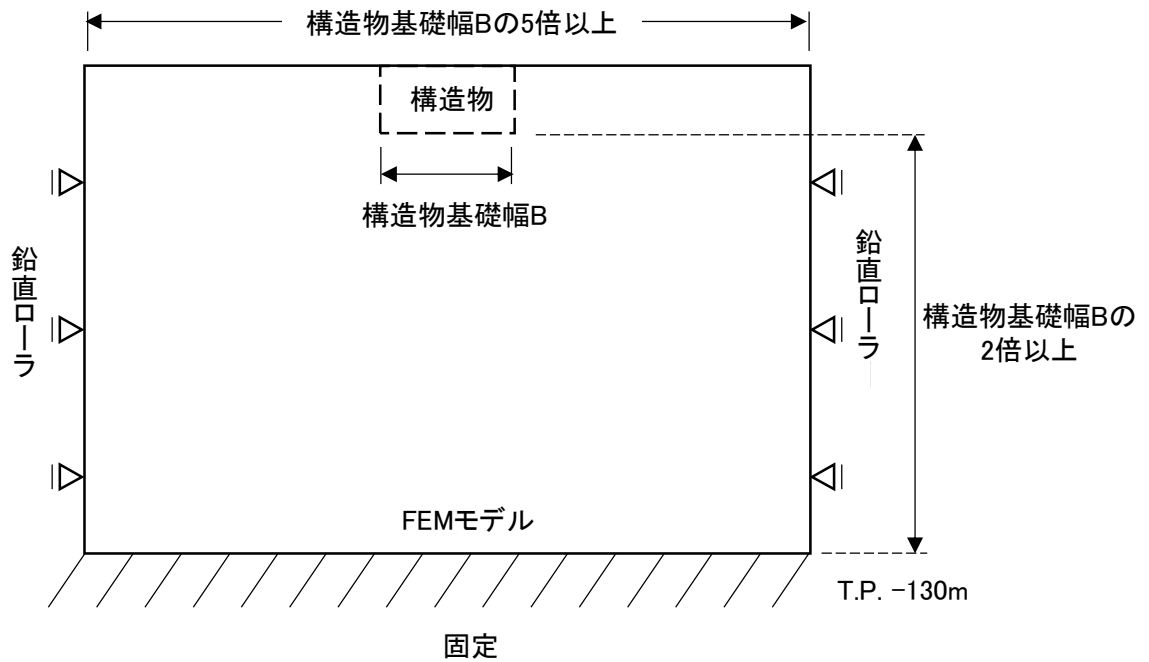 構造物基礎幅Bの5倍以上
構造物
構造物基礎幅B
鉛直ローラ
鉛直ローラ
構造物基礎幅Bの
2倍以上
FEMモデル
T.P. -130m
固定